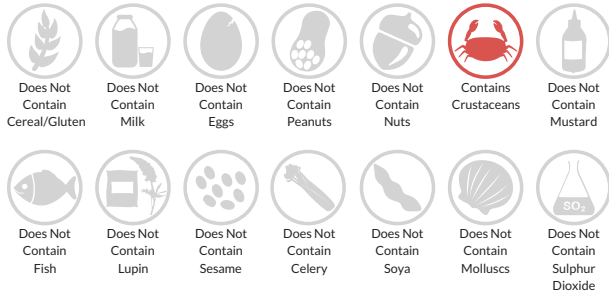 Does Not Contain Cereal/Gluten
Does Not Contain Milk
Does Not Contain Eggs
Does Not Contain Peanuts
Does Not Contain Nuts
Contains Crustaceans
Does Not Contain Mustard
SO₂
Does Not Contain Fish
Does Not Contain Lupin
Does Not Contain Sesame
Does Not Contain Celery
Does Not Contain Soya
Does Not Contain Molluscs
Does Not Contain Sulphur Dioxide